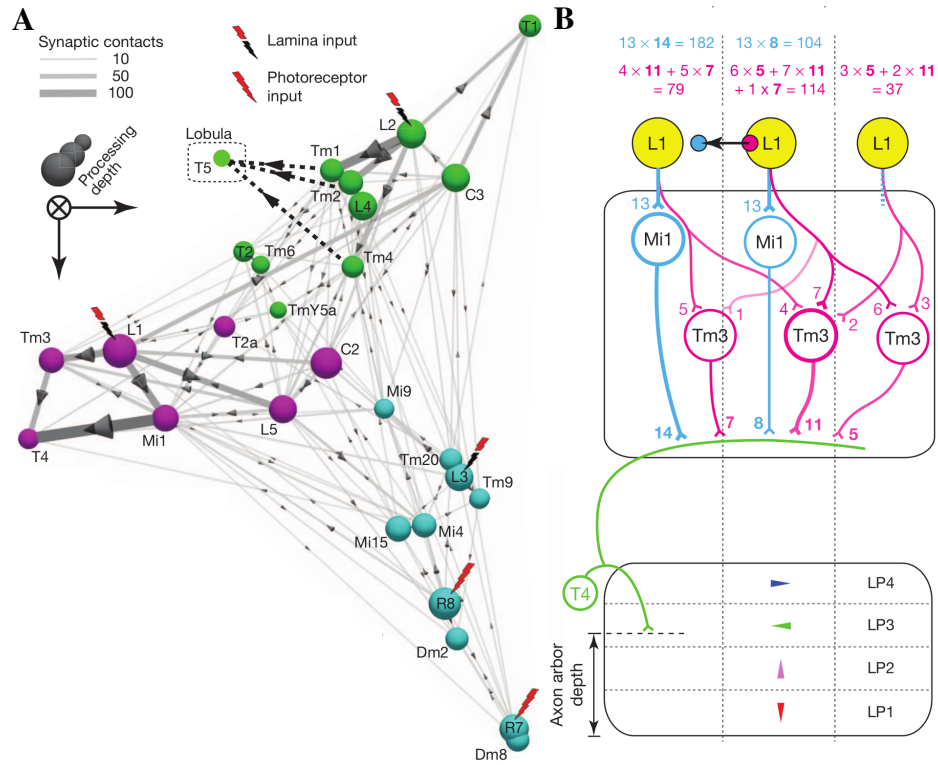 A
Synaptic contacts
10
50
100
Processing depth
Lamina input
Photoreceptor
input
Lobula
T5
T1
L2
Tm1
Tm2
L4
C3
T2
Tm6
Tm4
TmY5a
L1
Tm3
T2a
C2
Mi9
L5
Mi1
T4
Tm20
L3
Tm9
Mi15
Mi4
R8
Dm2
R7
Dm8
B
13 × 14 = 182
13 × 8 = 104
4 × 11 + 5 × 7
= 79
6 × 5 + 7 × 11
+ 1 x 7 = 114
3 × 5 + 2 × 11
= 37
L1
L1
L1
13
13
Mi1
Mi1
5
1
4
7
2
6
3
Tm3
Tm3
Tm3
14
7
8
11
5
T4
LP4
LP3
LP2
LP1
Axon arbor
depth